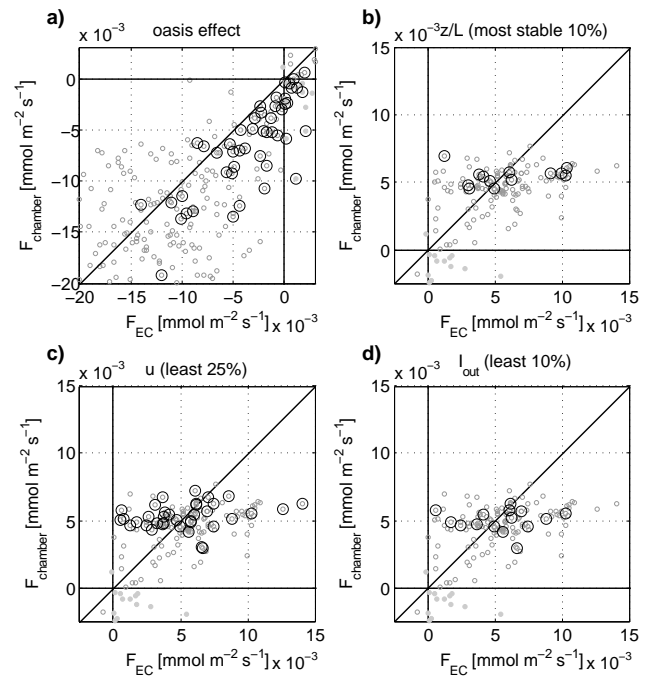 a)
x 10⁻³
oasis effect
0
−5
−10
−15
−20
−20
−15
−10
−5
0
F_chamber [mmol m⁻² s⁻¹]
F_EC [mmol m⁻² s⁻¹] x 10⁻³
b)
x 10⁻³z/L (most stable 10%)
15
10
5
0
0
5
10
15
F_chamber [mmol m⁻² s⁻¹]
F_EC [mmol m⁻² s⁻¹] x 10⁻³
c)
x 10⁻³
u (least 25%)
15
10
5
0
0
5
10
15
F_chamber [mmol m⁻² s⁻¹]
F_EC [mmol m⁻² s⁻¹] x 10⁻³
d)
x 10⁻³
I_out (least 10%)
15
10
5
0
0
5
10
15
F_chamber [mmol m⁻² s⁻¹]
F_EC [mmol m⁻² s⁻¹] x 10⁻³